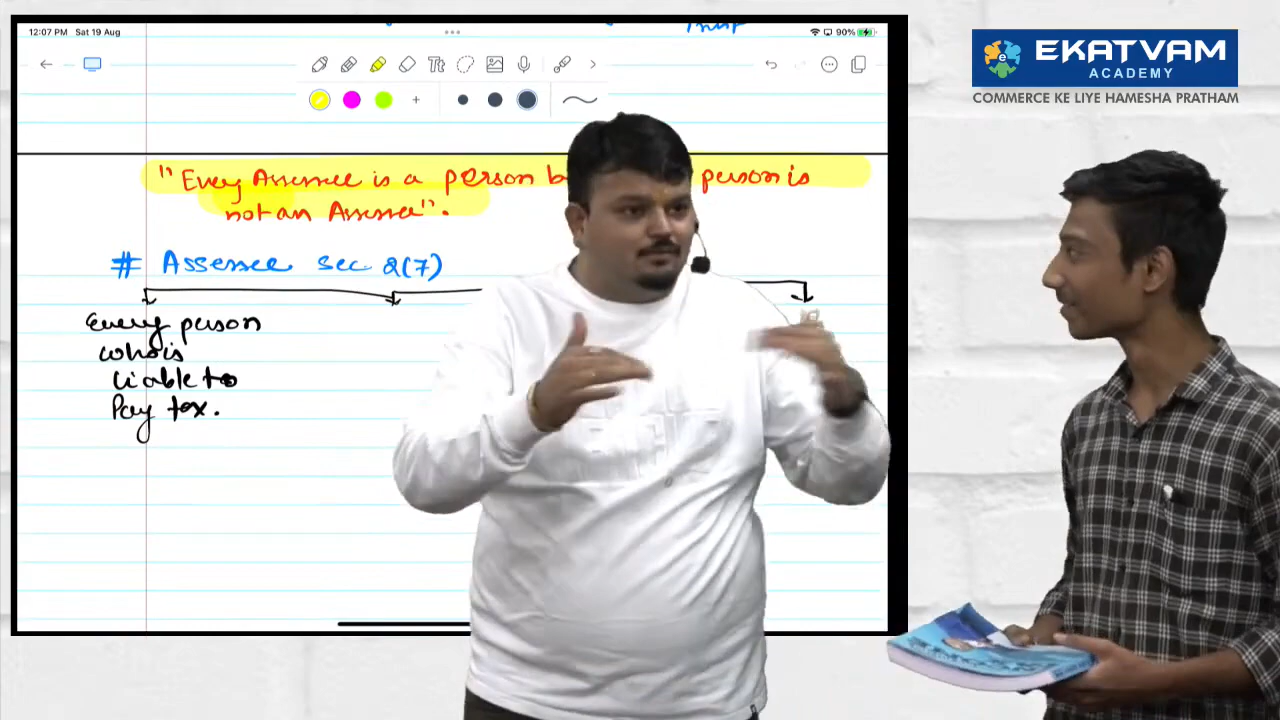 12:07 PM Sat 19 Aug
90%
EKATVAM
ACADEMY
COMMERCE KE LIYE HAMESHA PRATHAM
"Every Assessee is a person b person is
not an Assessee".
# Assessee sec 2(7)
Every person
who is
liable to
Pay tax.